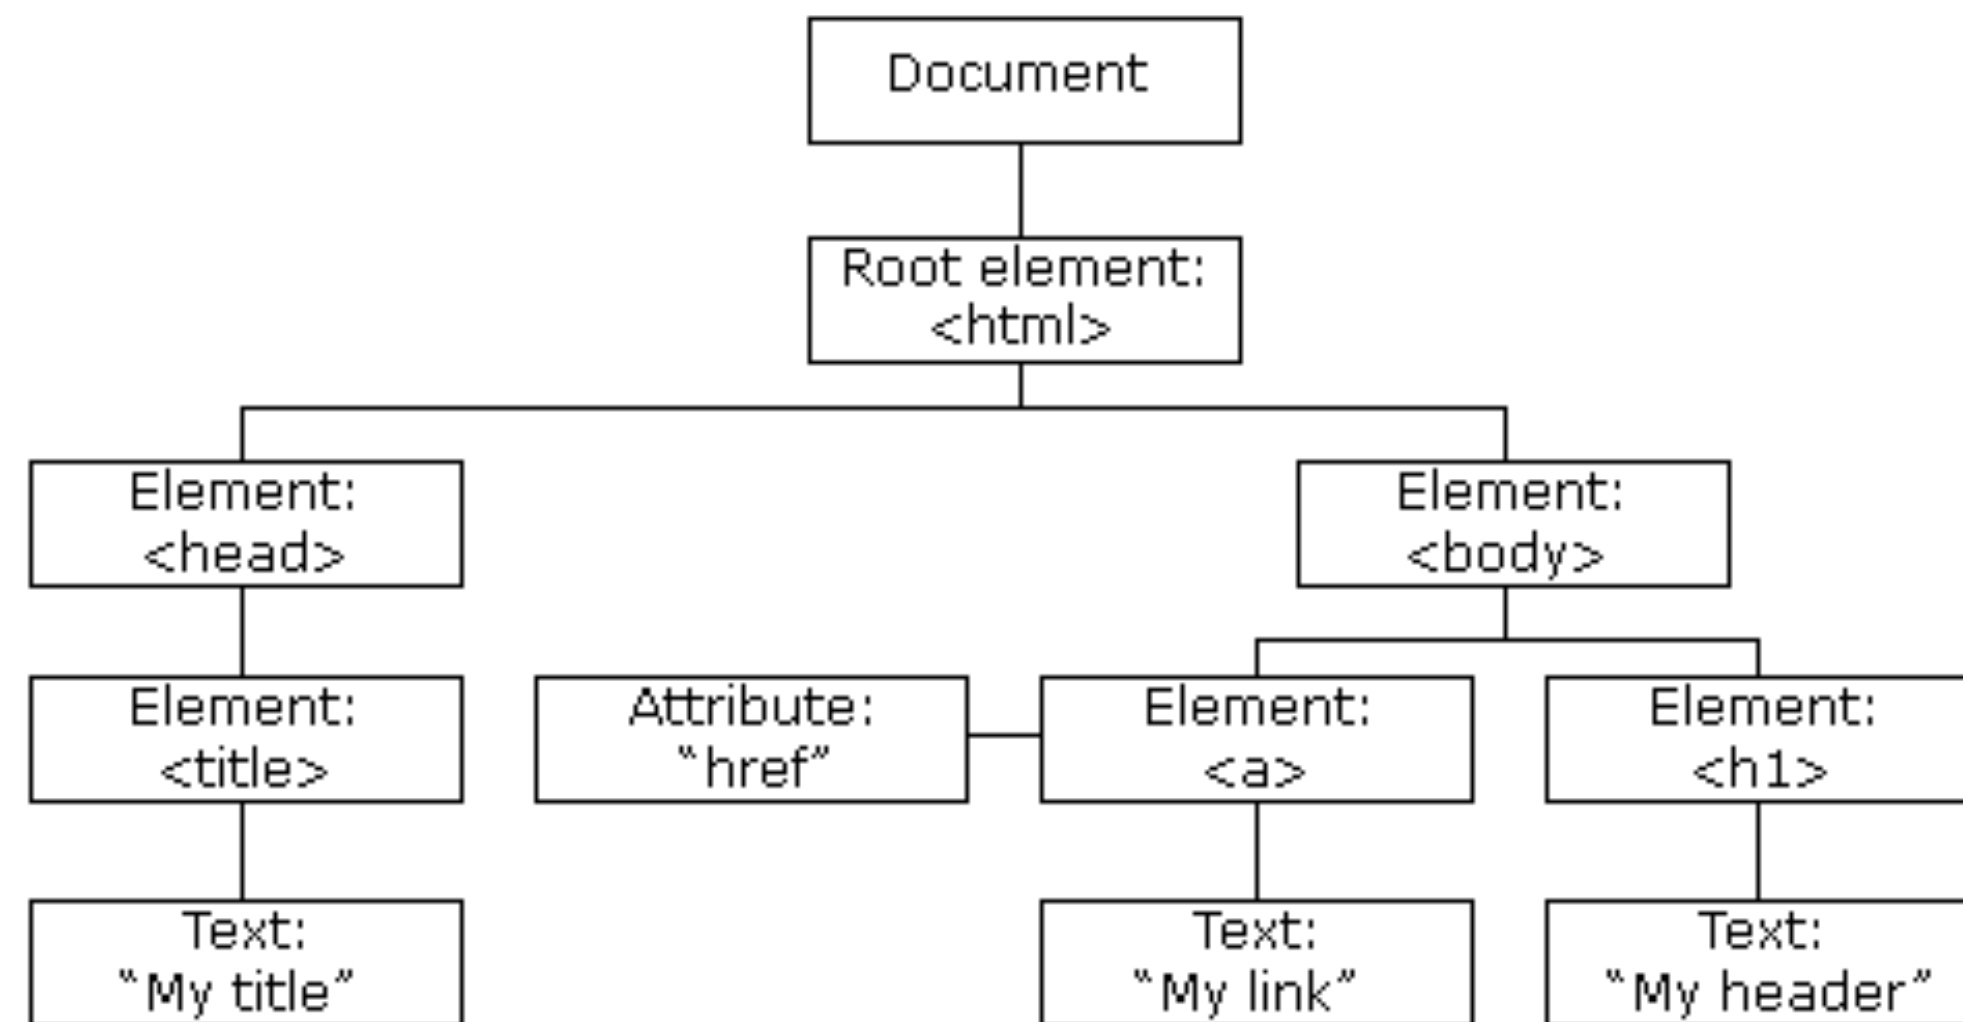 Document
Root element:
<html>
Element:
<head>
Element:
<body>
Element:
<title>
Attribute:
“href”
Element:
<a>
Element:
<h1>
Text:
“My title”
Text:
“My link”
Text:
“My header”